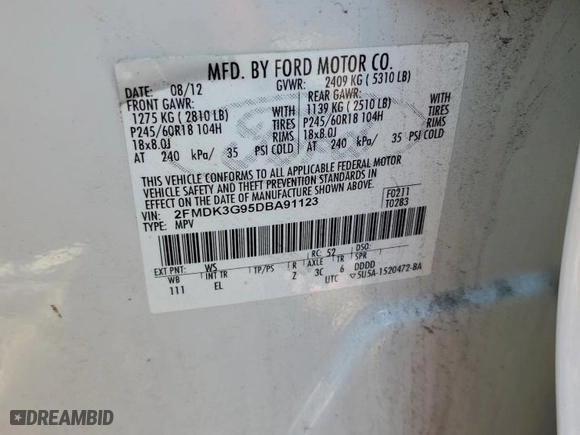 MFD. BY FORD MOTOR CO.
DATE: 08/12 GVWR: 2409 KG ( 5310 LB)
FRONT GAWR: REAR GAWR:
1275 KG ( 2810 LB) WITH 1139 KG ( 2510 LB) WITH
P245/60R18 104H TIRES P245/60R18 104H TIRES
18x8.0J RIMS 18x8.0J RIMS
AT 240 kPa/ 35 PSI COLD AT 240 kPa/ 35 PSI COLD
THIS VEHICLE CONFORMS TO ALL APPLICABLE FEDERAL MOTOR
VEHICLE SAFETY AND THEFT PREVENTION STANDARDS IN
EFFECT ON THE DATE OF MANUFACTURE SHOWN ABOVE. F0211
VIN: 2FMDK3G95DBA91123 T0283
TYPE: MPV
EXT PNT: WS RC: 52 DSO:
WB INT TR TP/PS R AXLE TR SPR
111 EL Z 3C 6 DDDD
UTC 5U5A-1520472-BA
DREAMBID